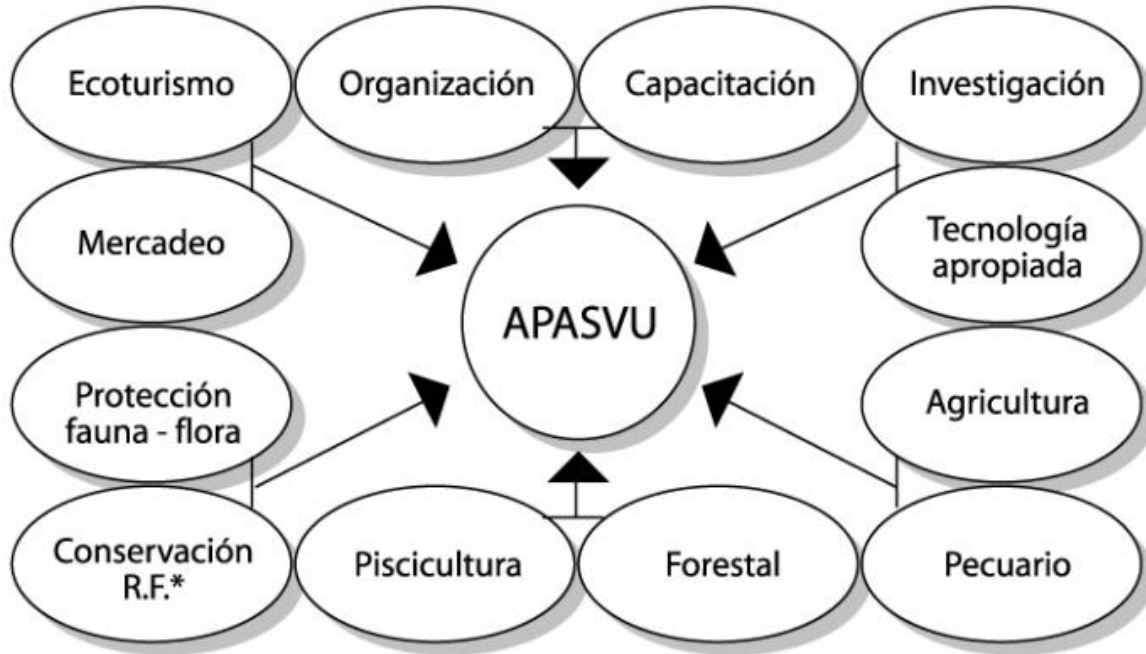 Ecoturismo
Organización
Capacitación
Investigación
Mercadeo
Tecnología
apropiada
APASVU
Protección
fauna - flora
Agricultura
Conservación
R.F.*
Piscicultura
Forestal
Pecuario